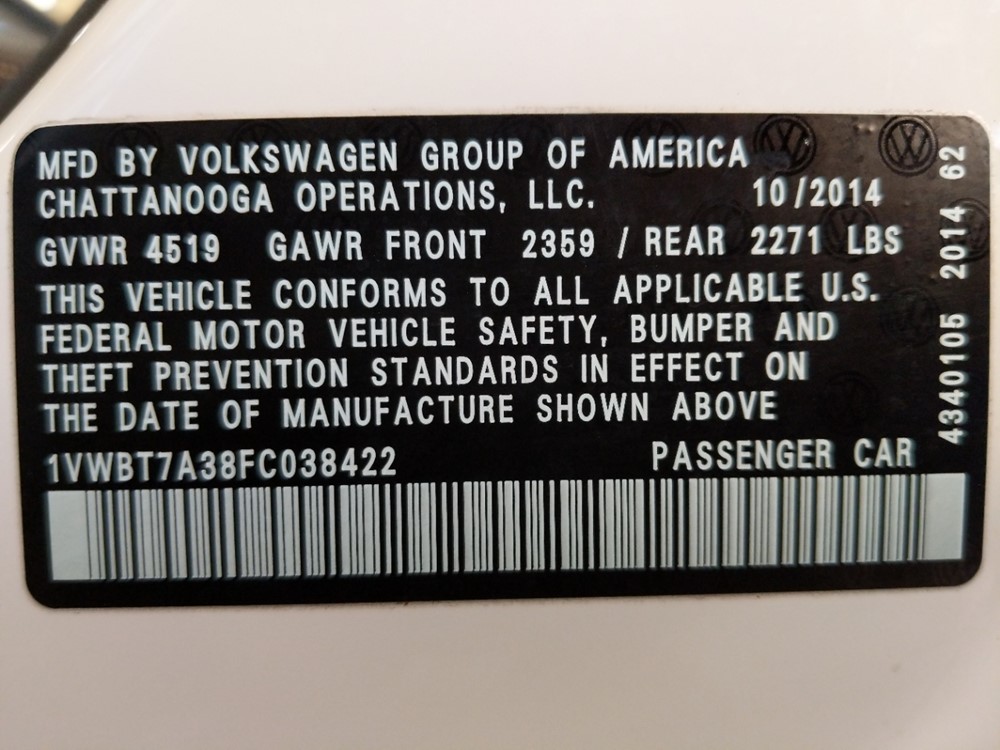 MFD BY VOLKSWAGEN GROUP OF AMERICA
CHATTANOOGA OPERATIONS, LLC. 10/2014
GVWR 4519 GAWR FRONT 2359 / REAR 2271 LBS
THIS VEHICLE CONFORMS TO ALL APPLICABLE U.S.
FEDERAL MOTOR VEHICLE SAFETY, BUMPER AND
THEFT PREVENTION STANDARDS IN EFFECT ON
THE DATE OF MANUFACTURE SHOWN ABOVE
1VWBT7A38FC038422 PASSENGER CAR
4340105 2014 62